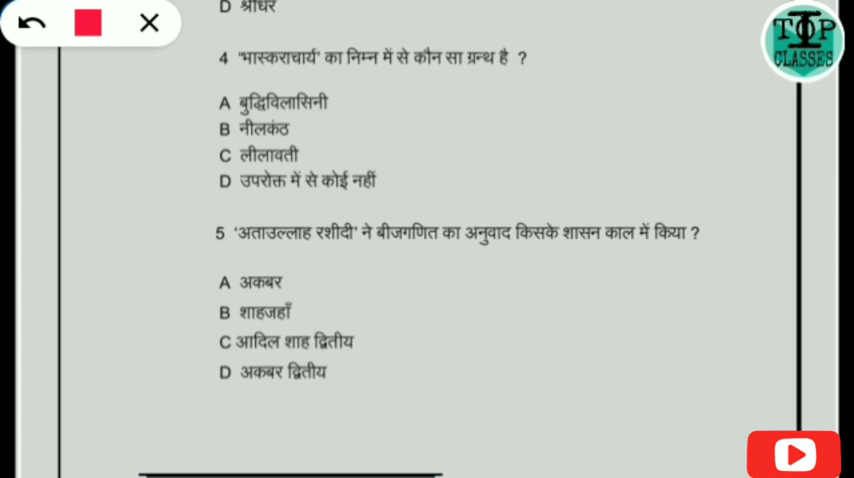 D श्रीधर
4 'भास्कराचार्य' का निम्न में से कौन सा ग्रन्थ है ?
A बुद्धिविलासिनी
B नीलकंठ
C लीलावती
D उपरोक्त में से कोई नहीं
5 'अताउल्लाह रशीदी' ने बीजगणित का अनुवाद किसके शासन काल में किया ?
A अकबर
B शाहजहाँ
C आदिल शाह द्वितीय
D अकबर द्वितीय
TOP
CLASSES